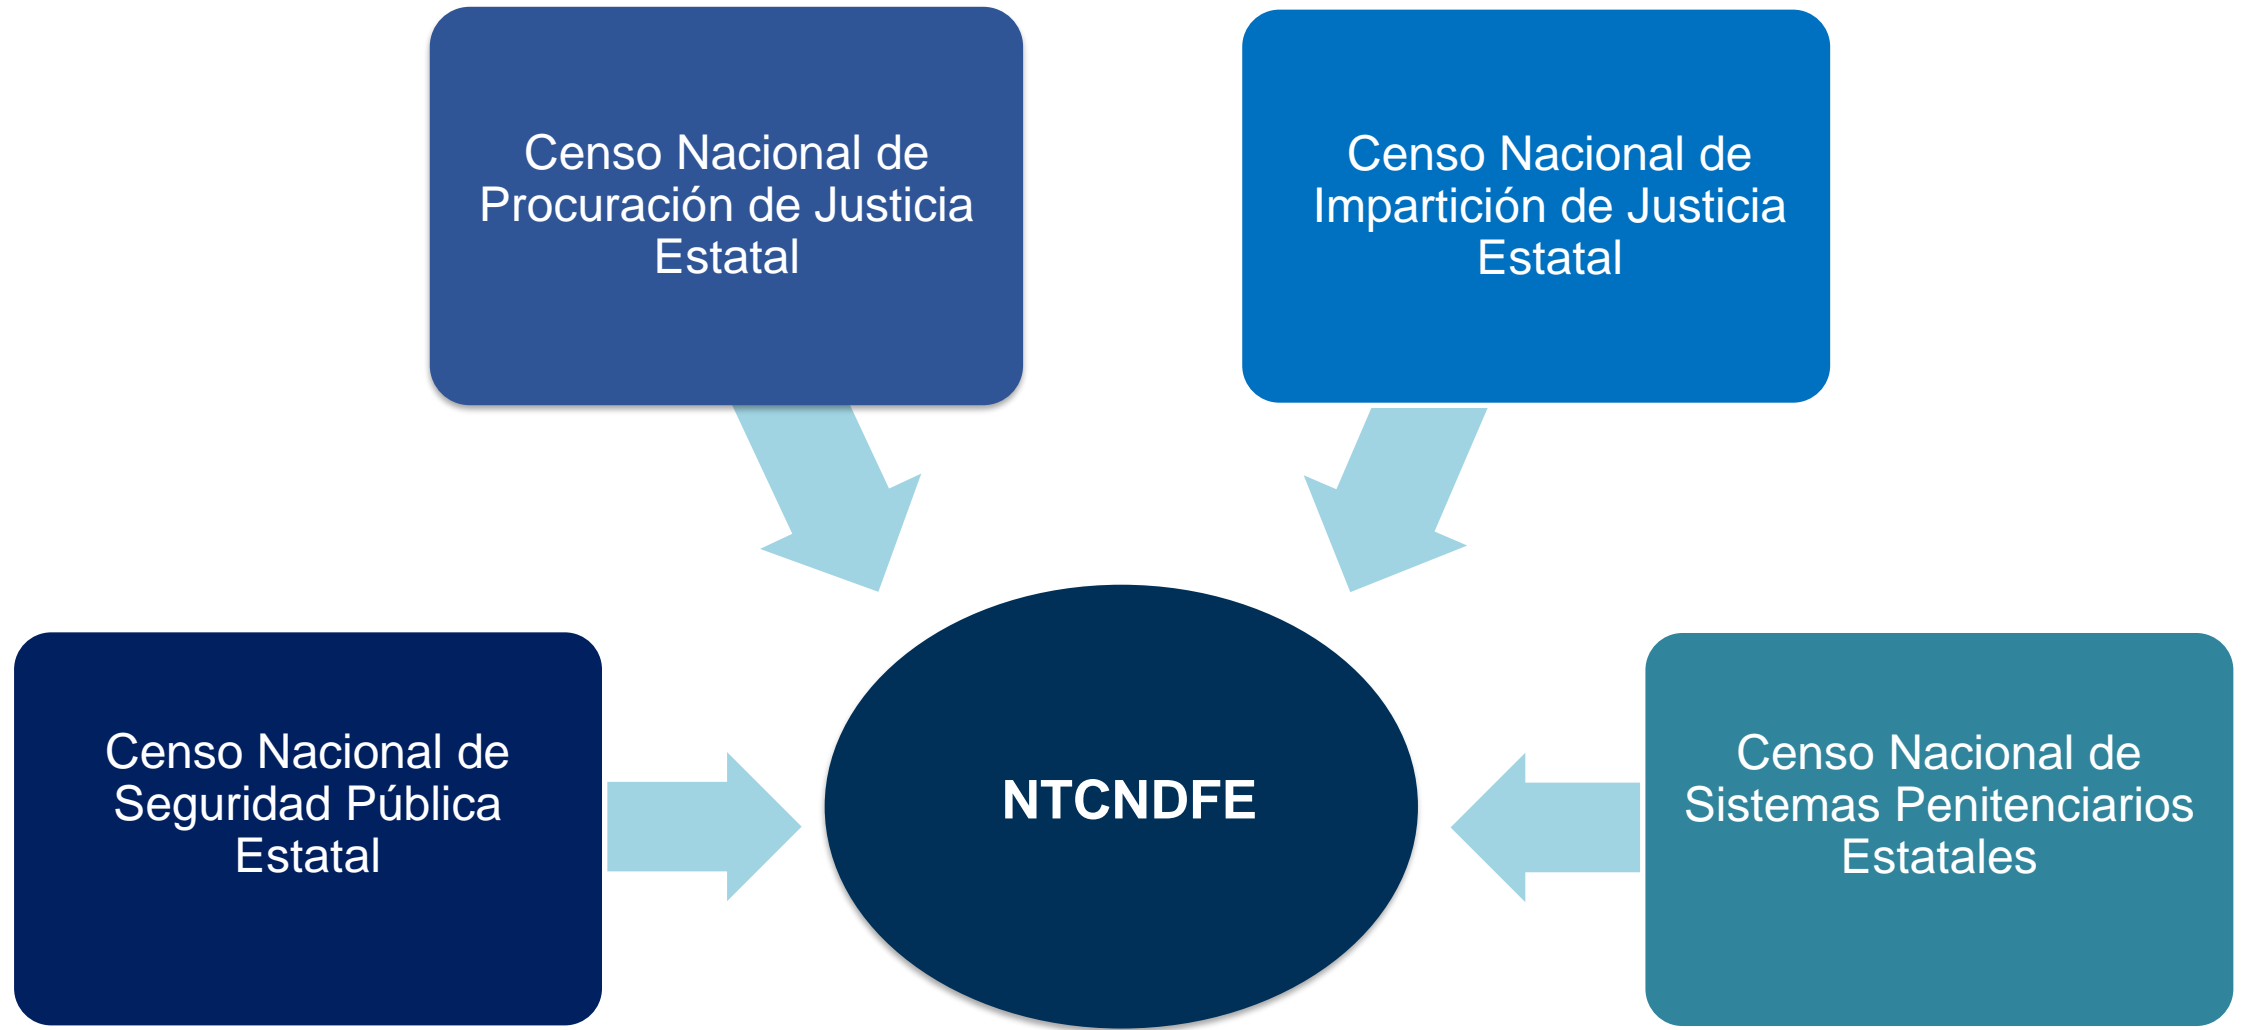 Censo Nacional de
Procuración de Justicia
Estatal
Censo Nacional de
Impartición de Justicia
Estatal
Censo Nacional de
Seguridad Pública
Estatal
NTCNDFE
Censo Nacional de
Sistemas Penitenciarios
Estatales